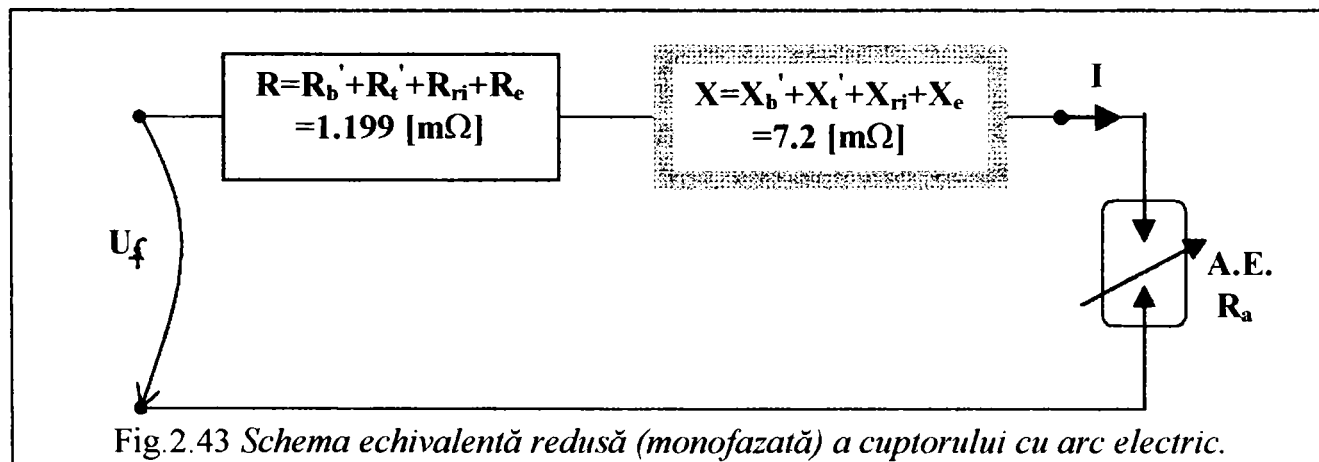 R=R_b'+R_t'+R_ri+R_e
=1.199 [mΩ]
X=X_b'+X_t'+X_ri+X_e
=7.2 [mΩ]
I
U_f
A.E.
R_a
Fig.2.43 Schema echivalentă redusă (monofazată) a cuptorului cu arc electric.